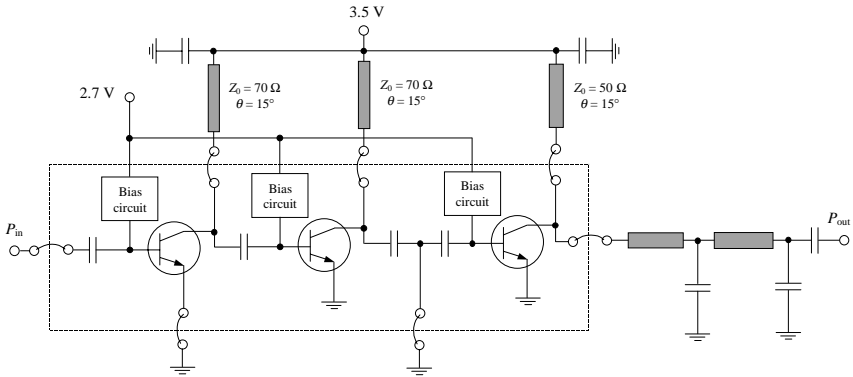 3.5 V
Z₀ = 70 Ω
θ = 15°
Z₀ = 70 Ω
θ = 15°
Z₀ = 50 Ω
θ = 15°
2.7 V
Bias
circuit
Bias
circuit
Bias
circuit
Pin
Pout